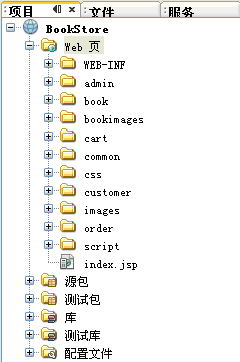 项目 文件 服务
BookStore
Web 页
WEB-INF
admin
book
bookimages
cart
common
css
customer
images
order
script
index.jsp
源包
测试包
库
测试库
配置文件